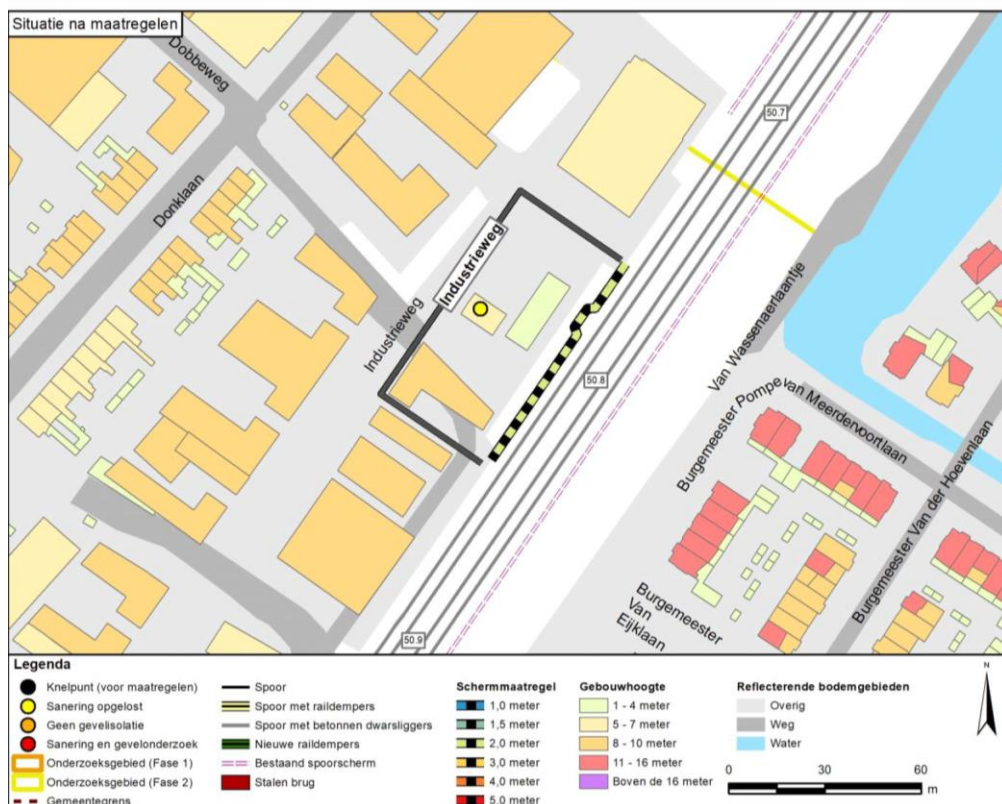 Situatie na maatregelen
Dobbeweg
50.7
Donklaan
Industrieweg
Industrieweg
50.8
Van Wassenaerlaantje
Burgemeester Pompe
van Meerdervoortlaan
Burgemeester Van der Hoevenlaan
Burgemeester
Van
Eijklaan
50.9
Legenda
Knelpunt (voor maatregelen)
Sanering opgelost
Geen gevelisolatie
Sanering en gevelonderzoek
Onderzoeksgebied (Fase 1)
Onderzoeksgebied (Fase 2)
Gemeentegrens
Spoor
Spoor met raildempers
Spoor met betonnen dwarsliggers
Nieuwe raildempers
Bestaand spoorscherm
Stalen brug
Schermmaatregel
1,0 meter
1,5 meter
2,0 meter
3,0 meter
4,0 meter
5,0 meter
Gebouwhoogte
1 - 4 meter
5 - 7 meter
8 - 10 meter
11 - 16 meter
Boven de 16 meter
Reflecterende bodemgebieden
Overig
Weg
Water
N
0 30 60
m